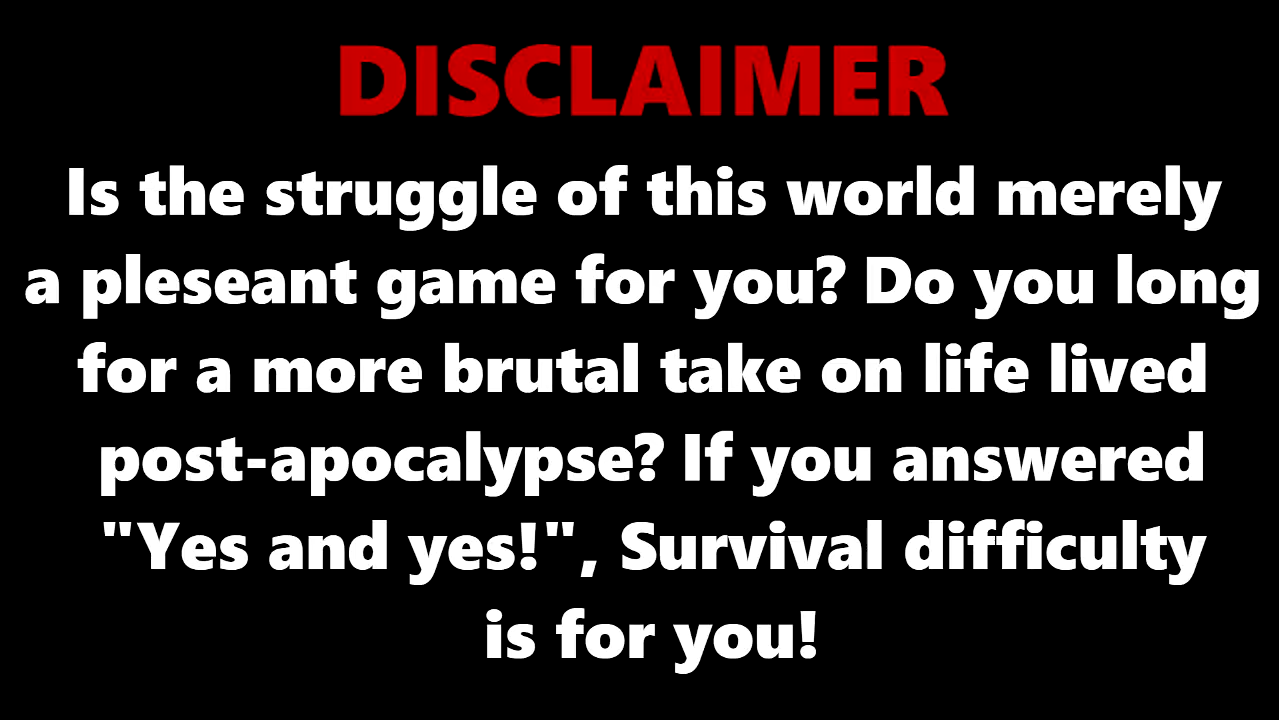 DISCLAIMER
Is the struggle of this world merely
a pleseant game for you? Do you long
for a more brutal take on life lived
post-apocalypse? If you answered
"Yes and yes!", Survival difficulty
is for you!